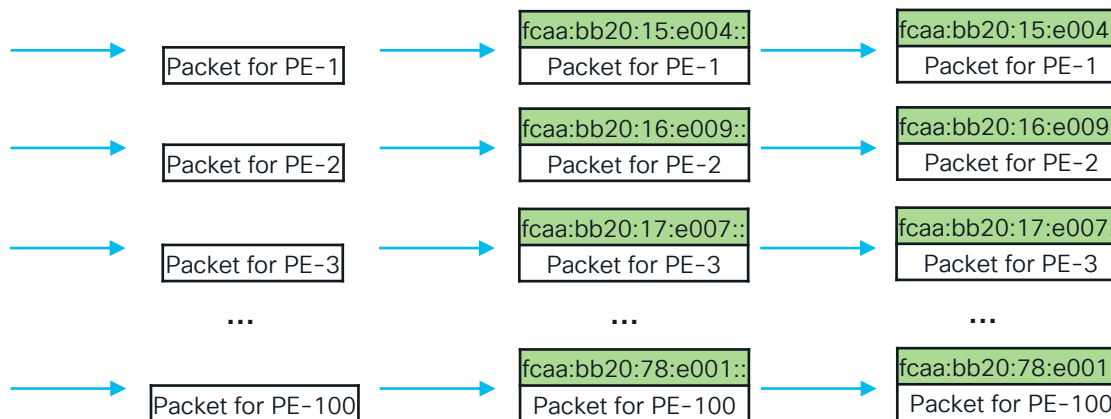 fcaa:bb20:15:e004:: fcaa:bb20:15:e004
Packet for PE-1 Packet for PE-1 Packet for PE-1
fcaa:bb20:16:e009:: fcaa:bb20:16:e009
Packet for PE-2 Packet for PE-2 Packet for PE-2
fcaa:bb20:17:e007:: fcaa:bb20:17:e007
Packet for PE-3 Packet for PE-3 Packet for PE-3
... ... ...
fcaa:bb20:78:e001:: fcaa:bb20:78:e001
Packet for PE-100 Packet for PE-100 Packet for PE-100